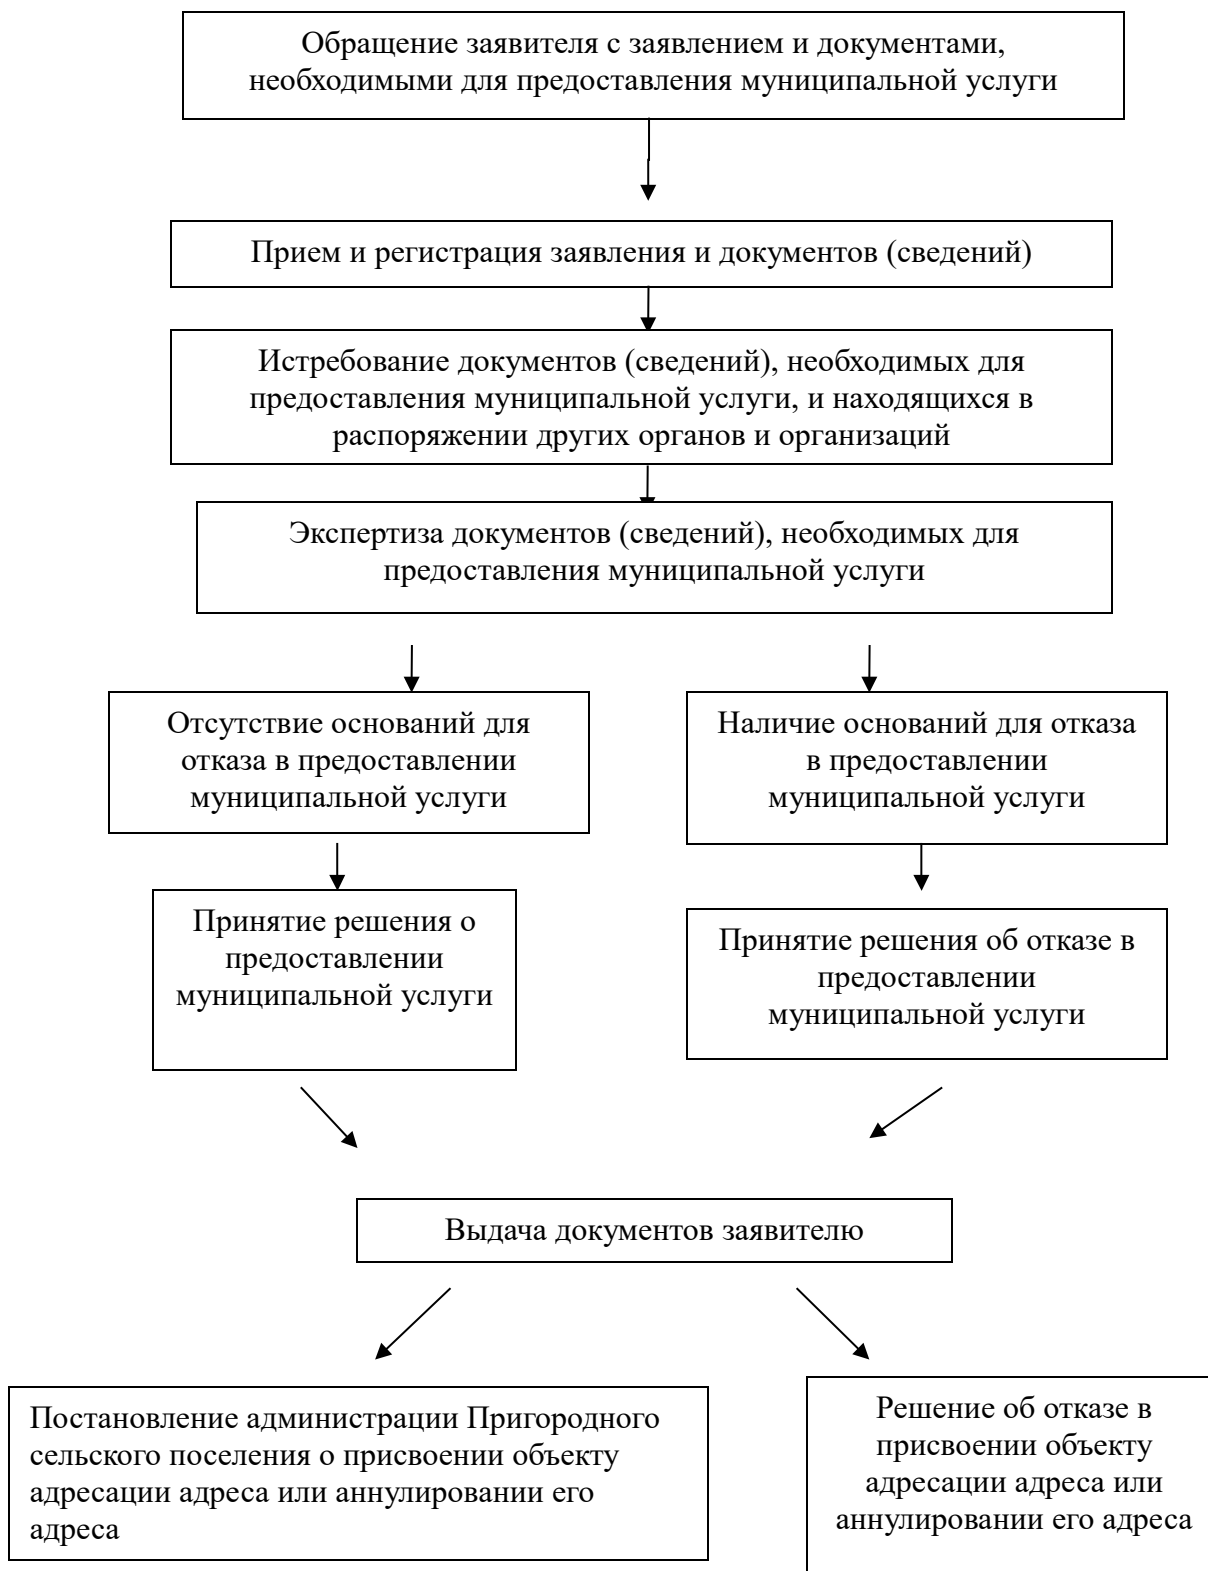 Обращение заявителя с заявлением и документами,
необходимыми для предоставления муниципальной услуги
Прием и регистрация заявления и документов (сведений)
Истребование документов (сведений), необходимых для
предоставления муниципальной услуги, и находящихся в
распоряжении других органов и организаций
Экспертиза документов (сведений), необходимых для
предоставления муниципальной услуги
Отсутствие оснований для
отказа в предоставлении
муниципальной услуги
Наличие оснований для отказа
в предоставлении
муниципальной услуги
Принятие решения о
предоставлении
муниципальной услуги
Принятие решения об отказе в
предоставлении
муниципальной услуги
Выдача документов заявителю
Постановление администрации Пригородного
сельского поселения о присвоении объекту
адресации адреса или аннулировании его
адреса
Решение об отказе в
присвоении объекту
адресации адреса или
аннулировании его адреса